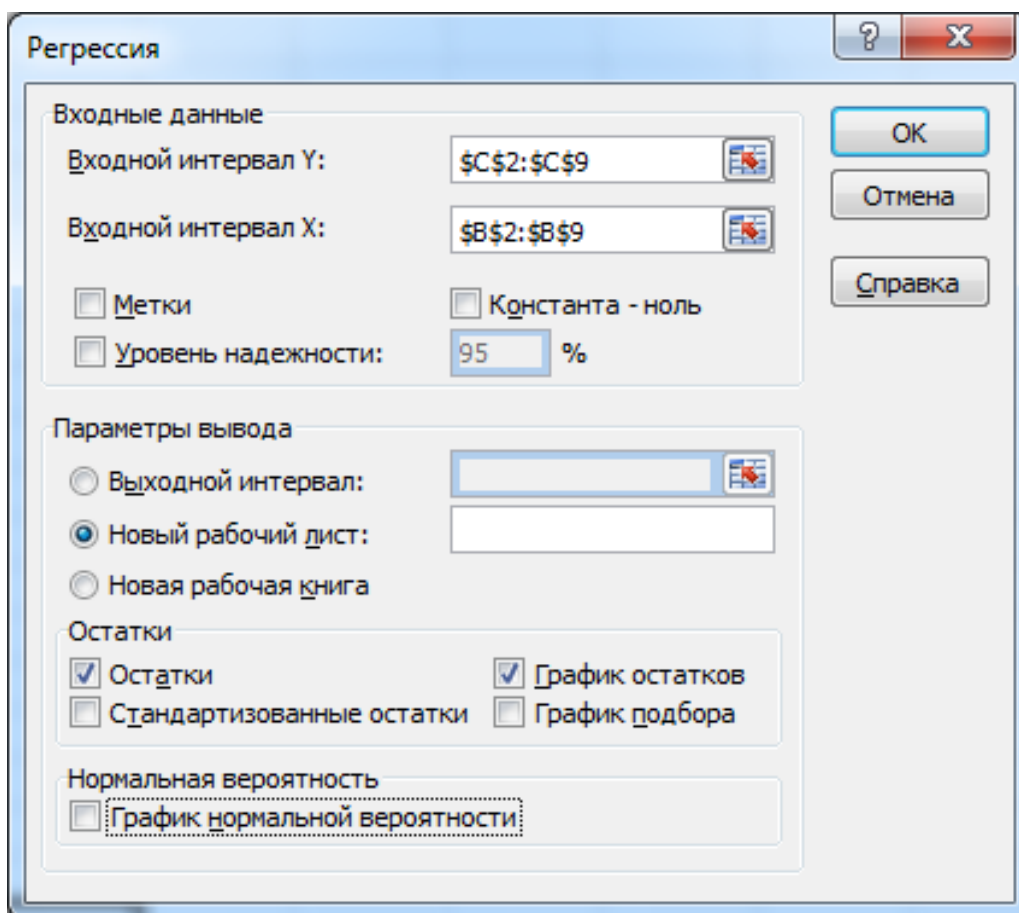 Регрессия
Входные данные
Входной интервал Y: $C$2:$C$9
Входной интервал X: $B$2:$B$9
Метки Константа - ноль
Уровень надежности: 95 %
OK
Отмена
Справка
Параметры вывода
Выходной интервал:
Новый рабочий лист:
Новая рабочая книга
Остатки
Остатки График остатков
Стандартизованные остатки График подбора
Нормальная вероятность
График нормальной вероятности